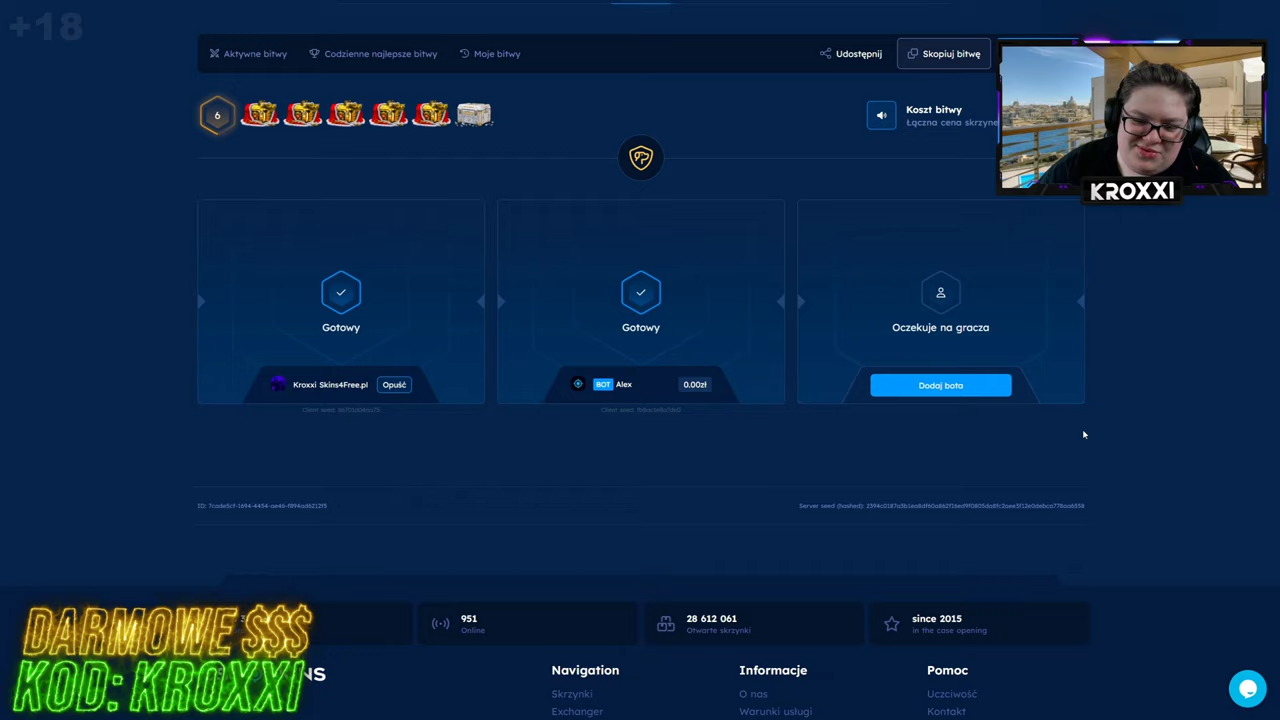 +18
Aktywne bitwy
Codzienne najlepsze bitwy
Moje bitwy
Udostępnij
Skopiuj bitwę
6
Koszt bitwy
Łączna cena skrzyne
KROXXI
Gotowy
Gotowy
Oczekuje na gracza
Kroxxi Skins4Free.pl
Opuść
BOT
Alex
0.00zł
Dodaj bota
951
Online
28 612 061
Otwarte skrzynki
since 2015
in the case opening
DARMOWE $$$
KOD: KROXXI
NS
Navigation
Informacje
Pomoc
Skrzynki
O nas
Uczciwość
Exchanger
Warunki usługi
Kontakt